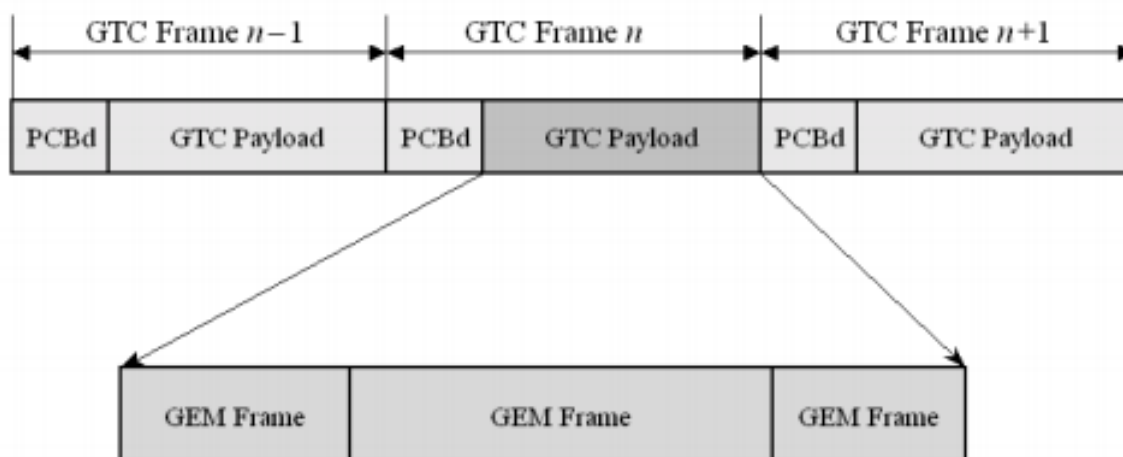 GTC Frame n−1 GTC Frame n GTC Frame n+1
PCBd GTC Payload PCBd GTC Payload PCBd GTC Payload
GEM Frame GEM Frame GEM Frame